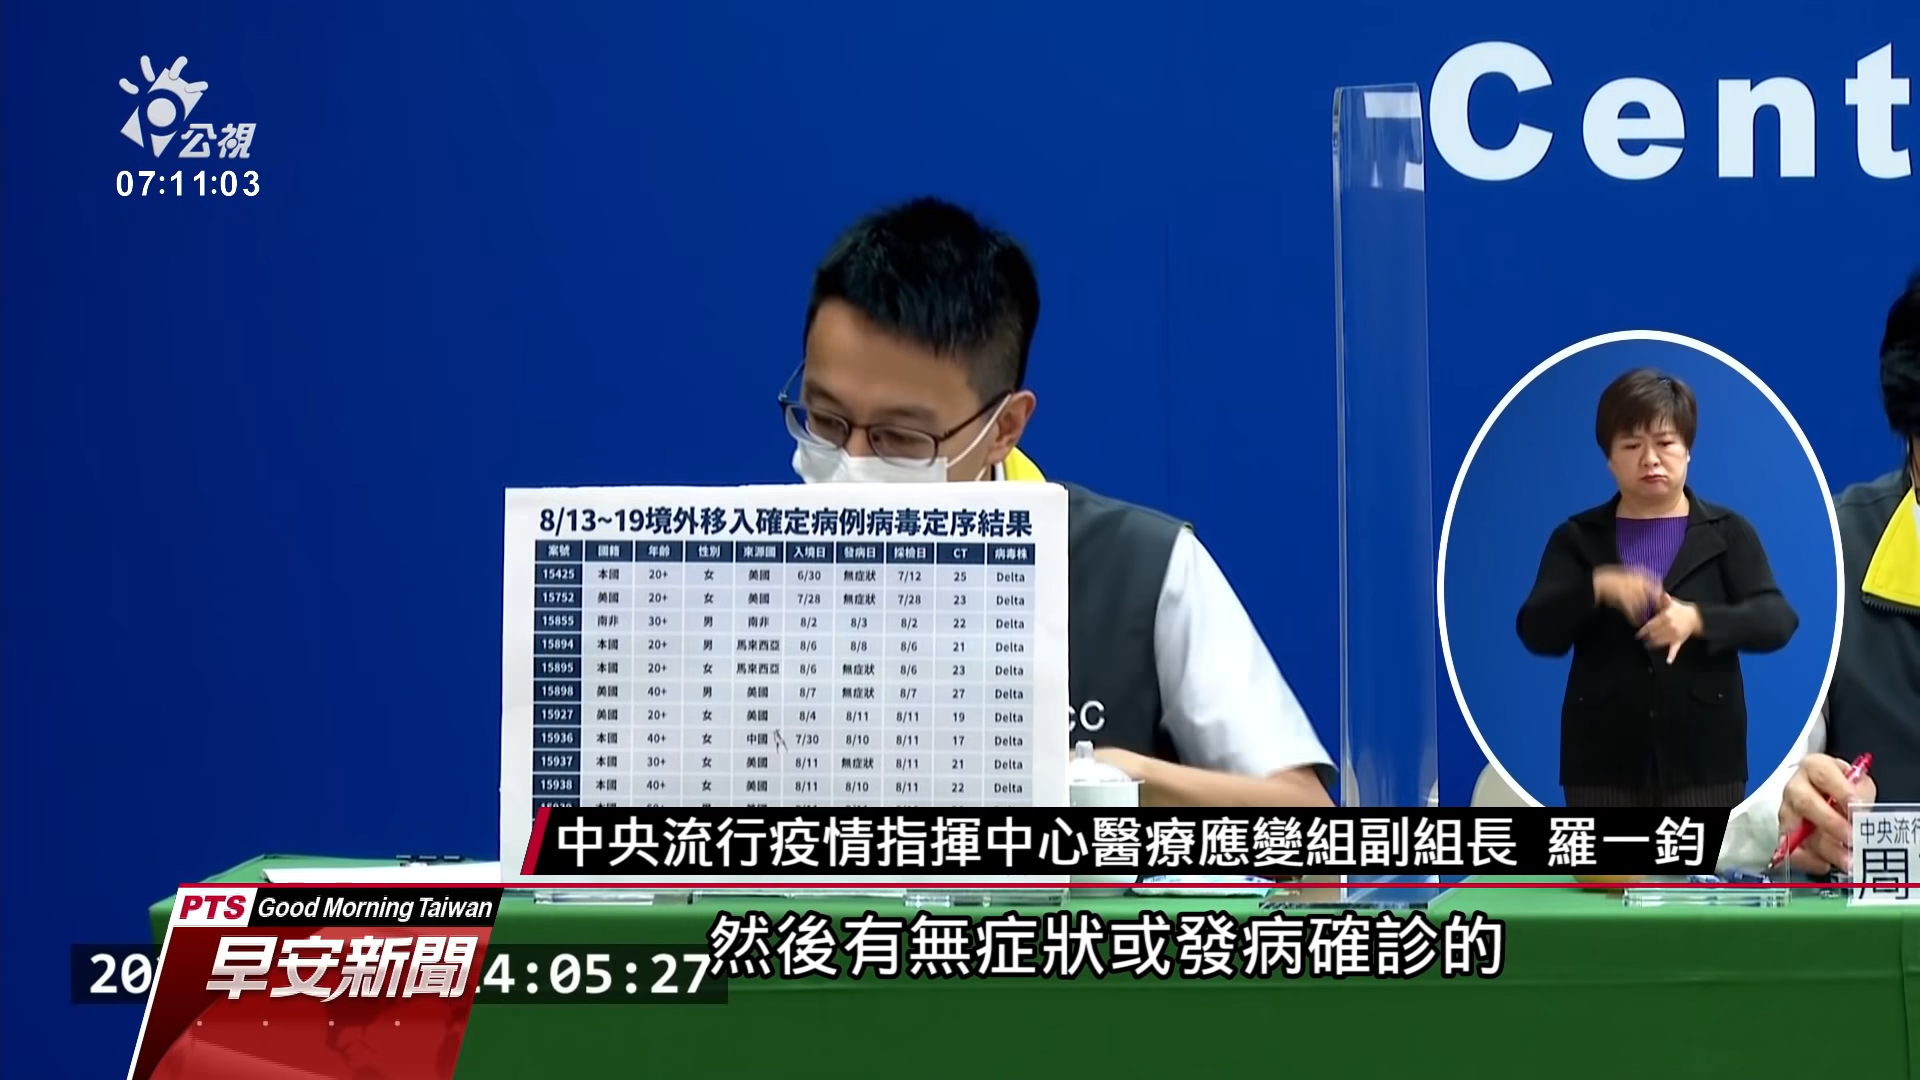 公視
07:11:03
Cent
8/13~19境外移入確定病例病毒定序結果
案號 國籍 年齡 性別 來源國 入境日 發病日 採檢日 CT 病毒株
15425 本國 20+ 女 美國 6/30 無症狀 7/12 25 Delta
15752 美國 20+ 女 美國 7/28 無症狀 7/28 23 Delta
15855 南非 30+ 男 南非 8/2 8/3 8/2 22 Delta
15894 本國 20+ 男 馬來西亞 8/6 8/8 8/6 21 Delta
15895 本國 20+ 女 馬來西亞 8/6 無症狀 8/6 23 Delta
15898 美國 40+ 男 美國 8/7 無症狀 8/7 27 Delta
15927 美國 20+ 女 美國 8/4 8/11 8/11 19 Delta
15936 本國 40+ 女 中國 7/30 8/10 8/11 17 Delta
15937 本國 30+ 女 美國 8/11 無症狀 8/11 21 Delta
15938 本國 40+ 女 美國 8/11 8/10 8/11 22 Delta
CC
中央流行疫情指揮中心醫療應變組副組長 羅一鈞
中央流行
周
PTS Good Morning Taiwan
早安新聞
20
4:05:27
然後有無症狀或發病確診的